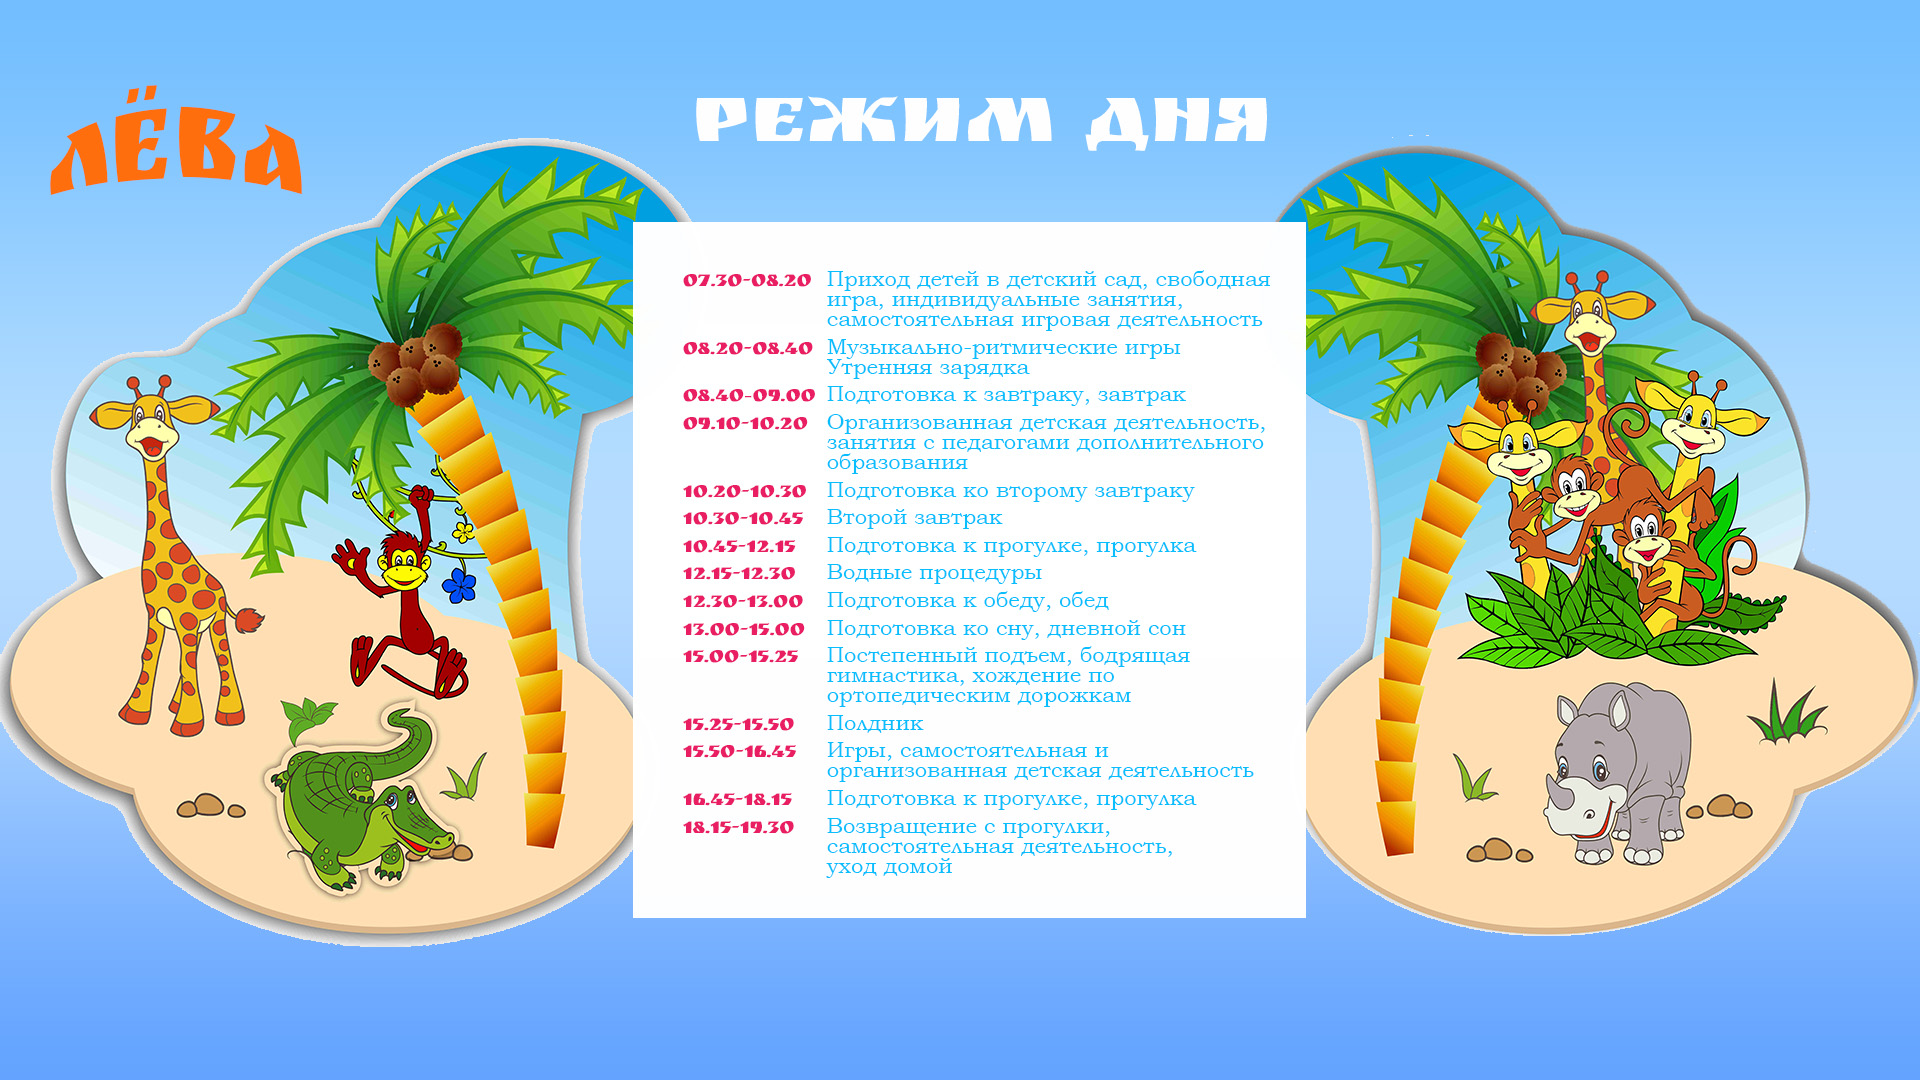 ЛЁВА
РЕЖИМ ДНЯ
07.30-08.20 Приход детей в детский сад, свободная
игра, индивидуальные занятия,
самостоятельная игровая деятельность
08.20-08.40 Музыкально-ритмические игры
Утренняя зарядка
08.40-09.00 Подготовка к завтраку, завтрак
09.10-10.20 Организованная детская деятельность,
занятия с педагогами дополнительного
образования
10.20-10.30 Подготовка ко второму завтраку
10.30-10.45 Второй завтрак
10.45-12.15 Подготовка к прогулке, прогулка
12.15-12.30 Водные процедуры
12.30-13.00 Подготовка к обеду, обед
13.00-15.00 Подготовка ко сну, дневной сон
15.00-15.25 Постепенный подъем, бодрящая
гимнастика, хождение по
ортопедическим дорожкам
15.25-15.50 Полдник
15.50-16.45 Игры, самостоятельная и
организованная детская деятельность
16.45-18.15 Подготовка к прогулке, прогулка
18.15-19.30 Возвращение с прогулки,
самостоятельная деятельность,
уход домой